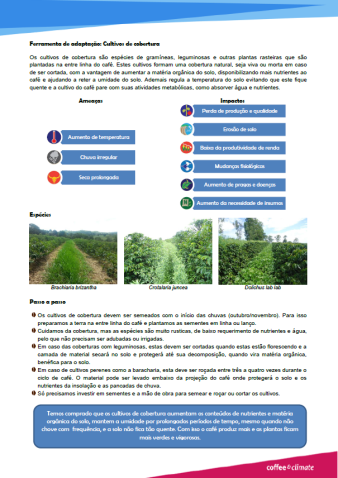 Ferramenta de adaptação: Cultivos de cobertura
Os cultivos de cobertura são espécies de gramíneas, leguminosas e outras plantas rasteiras que são
plantadas na entre linha do café. Estes cultivos formam uma cobertura natural, seja viva ou morta em caso
de ser cortada, com a vantagem de aumentar a matéria orgânica do solo, disponibilizando mais nutrientes ao
café e ajudando a reter a umidade do solo. Ademais regula a temperatura do solo evitando que este fique
quente e a cultivo do café pare com suas atividades metabólicas, como absorver água e nutrientes.
Ameaças
Impactos
Aumento de temperatura
Chuva irregular
Seca prolongada
Perda de produção e qualidade
Erosão de solo
Baixa da produtividade de renda
Mudanças fisiológicas
Aumento de pragas e doenças
Aumento da necessidade de insumos
Espécies
Brachiaria brizantha
Crotalaria juncea
Dolichus lab lab
Passo a passo
Os cultivos de cobertura devem ser semeados com o início das chuvas (outubro/novembro). Para isso
preparamos a terra na entre linha do café e plantamos as sementes em linha ou lanço.
Cuidamos da cobertura, mas as espécies são muito rusticas, de baixo requerimento de nutrientes e água,
pelo que não precisam ser adubadas ou irrigadas.
Em caso das coberturas com leguminosas, estas devem ser cortadas quando estas estão florescendo e a
camada de material secará no solo e protegerá até sua decomposição, quando vira matéria orgânica,
benéfica para o solo.
Em caso de cultivos perenes como a baracharia, esta deve ser roçada entre três a quatro vezes durante o
ciclo de café. O material pode ser levado embaixo da projeção do café onde protegerá o solo e os
nutrientes da insolação e as pancadas de chuva.
Só precisamos investir em sementes e a mão de obra para semear e roçar ou cortar os cultivos.
Temos comprado que os cultivos de cobertura aumentam os conteúdos de nutrientes e matéria
orgânica do solo, mantem a umidade por prolongados períodos de tempo, mesmo quando não
chove com frequência, e o solo não fica tão quente. Com isso o café produz mais e as plantas ficam
mais verdes e vigorosas.
coffee&climate